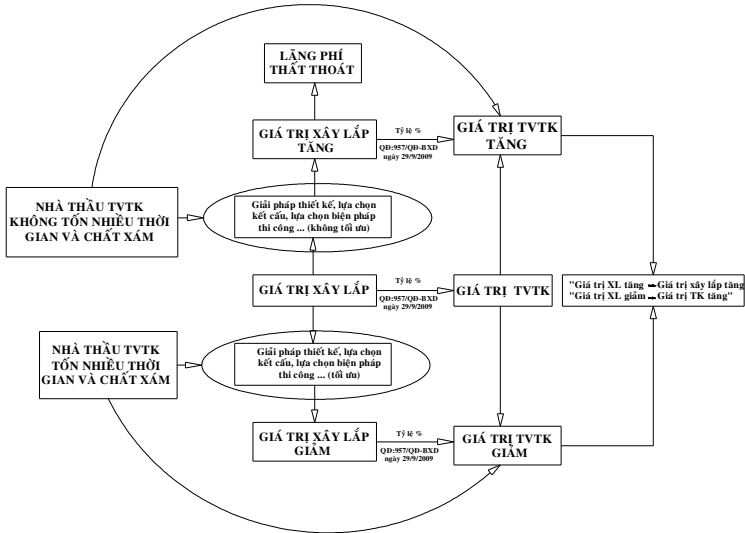 LÃNG PHÍ
THẤT THOÁT
GIÁ TRỊ XÂY LẮP
TĂNG
Tỷ lệ %
QĐ:957/QĐ-BXD
ngày 29/9/2009
GIÁ TRỊ TVTK
TĂNG
NHÀ THẦU TVTK
KHÔNG TỐN NHIỀU THỜI
GIAN VÀ CHẤT XÁM
Giải pháp thiết kế, lựa chọn
kết cấu, lựa chọn biện pháp
thi công ... (không tối ưu)
GIÁ TRỊ XÂY LẮP
Tỷ lệ %
QĐ:957/QĐ-BXD
ngày 29/9/2009
GIÁ TRỊ TVTK
"Giá trị XL tăng → Giá trị xây lắp tăng
"Giá trị XL giảm → Giá trị TK tăng"
NHÀ THẦU TVTK
TỐN NHIỀU THỜI
GIAN VÀ CHẤT XÁM
Giải pháp thiết kế, lựa chọn
kết cấu, lựa chọn biện pháp
thi công ... (tối ưu)
GIÁ TRỊ XÂY LẮP
GIẢM
Tỷ lệ %
QĐ:957/QĐ-BXD
ngày 29/9/2009
GIÁ TRỊ TVTK
GIẢM